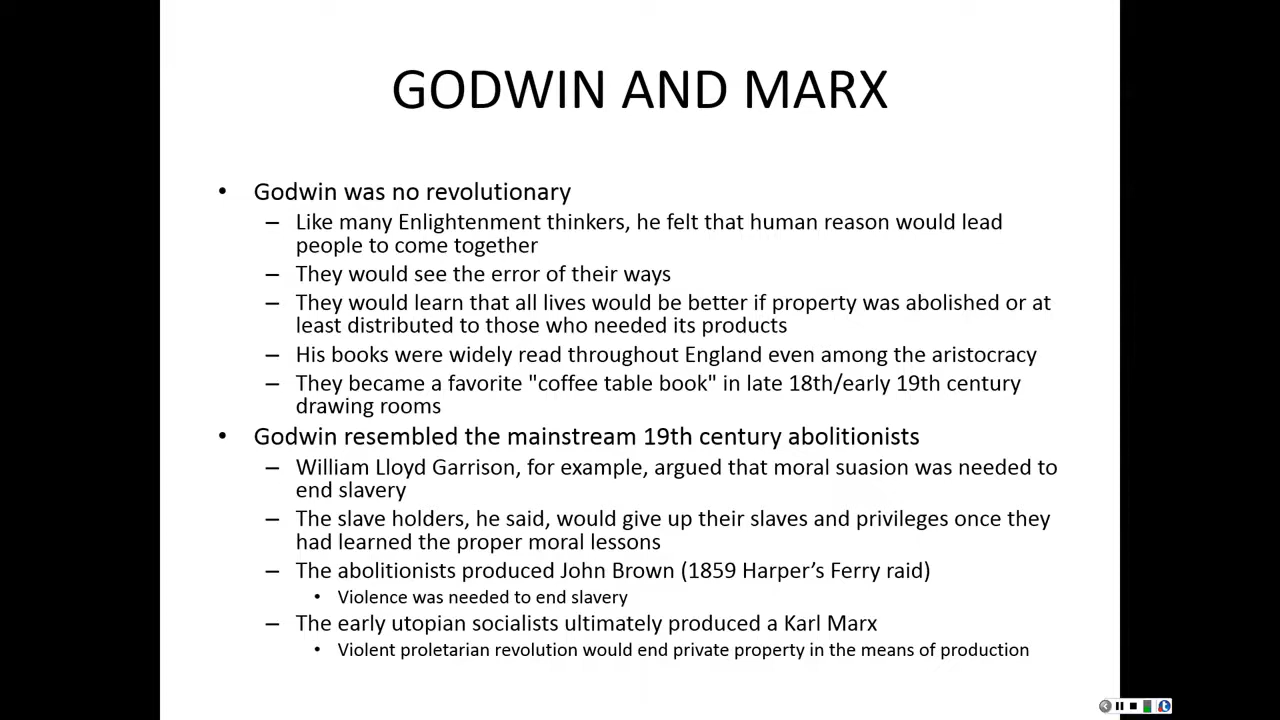 GODWIN AND MARX
• Godwin was no revolutionary
– Like many Enlightenment thinkers, he felt that human reason would lead
people to come together
– They would see the error of their ways
– They would learn that all lives would be better if property was abolished or at
least distributed to those who needed its products
– His books were widely read throughout England even among the aristocracy
– They became a favorite "coffee table book" in late 18th/early 19th century
drawing rooms
• Godwin resembled the mainstream 19th century abolitionists
– William Lloyd Garrison, for example, argued that moral suasion was needed to
end slavery
– The slave holders, he said, would give up their slaves and privileges once they
had learned the proper moral lessons
– The abolitionists produced John Brown (1859 Harper’s Ferry raid)
• Violence was needed to end slavery
– The early utopian socialists ultimately produced a Karl Marx
• Violent proletarian revolution would end private property in the means of production